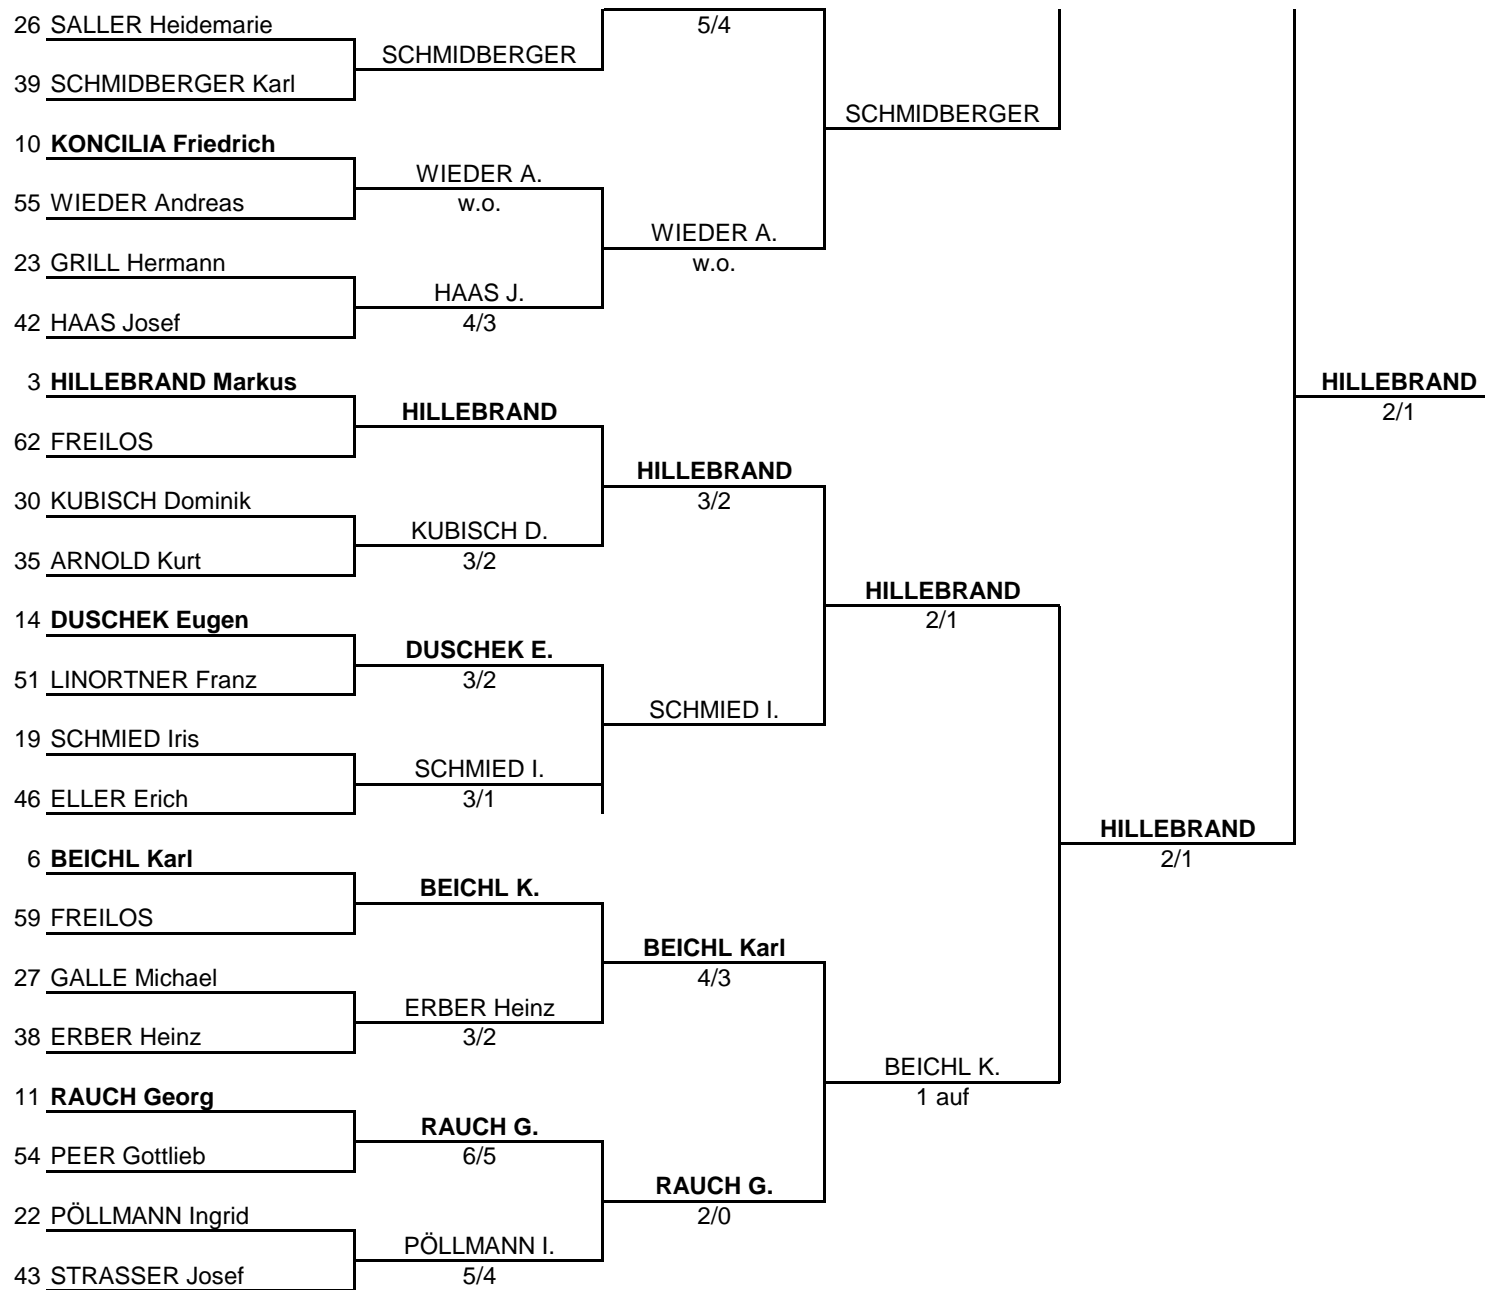 26 SALLER Heidemarie
5/4
SCHMIDBERGER
39 SCHMIDBERGER Karl
SCHMIDBERGER
10 KONCILIA Friedrich
WIEDER A.
w.o.
55 WIEDER Andreas
WIEDER A.
w.o.
23 GRILL Hermann
HAAS J.
4/3
42 HAAS Josef
3 HILLEBRAND Markus
HILLEBRAND
2/1
HILLEBRAND
62 FREILOS
HILLEBRAND
3/2
30 KUBISCH Dominik
KUBISCH D.
3/2
35 ARNOLD Kurt
HILLEBRAND
2/1
14 DUSCHEK Eugen
DUSCHEK E.
3/2
51 LINORTNER Franz
SCHMIED I.
19 SCHMIED Iris
SCHMIED I.
3/1
46 ELLER Erich
HILLEBRAND
2/1
6 BEICHL Karl
BEICHL K.
59 FREILOS
BEICHL Karl
4/3
27 GALLE Michael
ERBER Heinz
3/2
38 ERBER Heinz
BEICHL K.
1 auf
11 RAUCH Georg
RAUCH G.
6/5
54 PEER Gottlieb
RAUCH G.
2/0
22 PÖLLMANN Ingrid
PÖLLMANN I.
5/4
43 STRASSER Josef